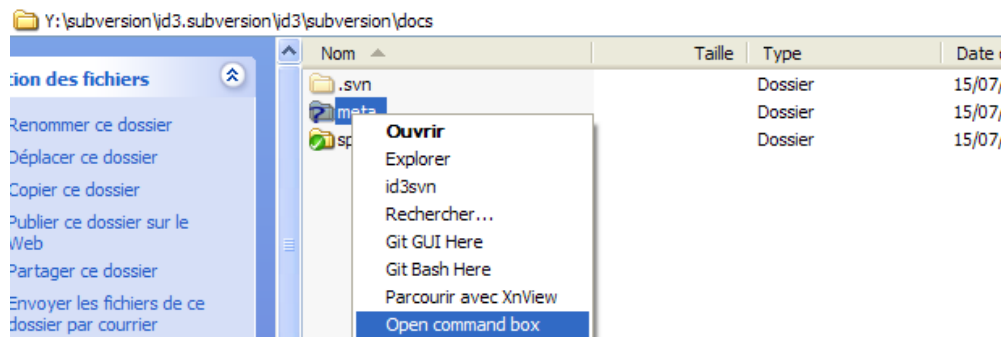 Y:\subversion\id3.subversion\id3\subversion\docs
Nom Taille Type Date
tion des fichiers
.svn Dossier 15/07/
meta Dossier 15/07/
sp Dossier 15/07/
Renommer ce dossier
Déplacer ce dossier
Copier ce dossier
Publier ce dossier sur le
Web
Partager ce dossier
Envoyer les fichiers de ce
dossier par courrier
Ouvrir
Explorer
id3svn
Rechercher...
Git GUI Here
Git Bash Here
Parcourir avec XnView
Open command box